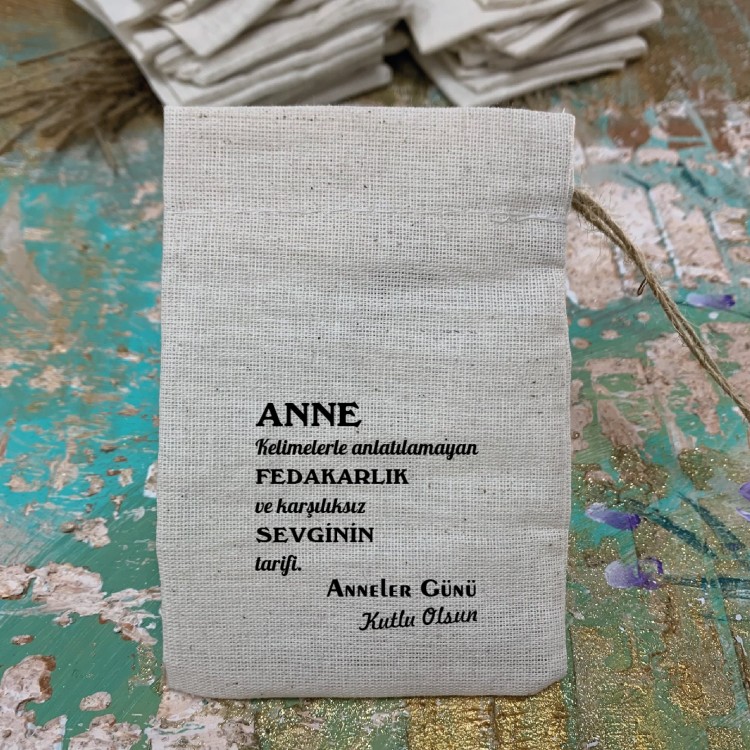 ANNE
Kelimelerle anlatılamayan
FEDAKARLIK
ve karşılıksız
SEVGİNİN
tarifi.
Anneler Günü
Kutlu Olsun